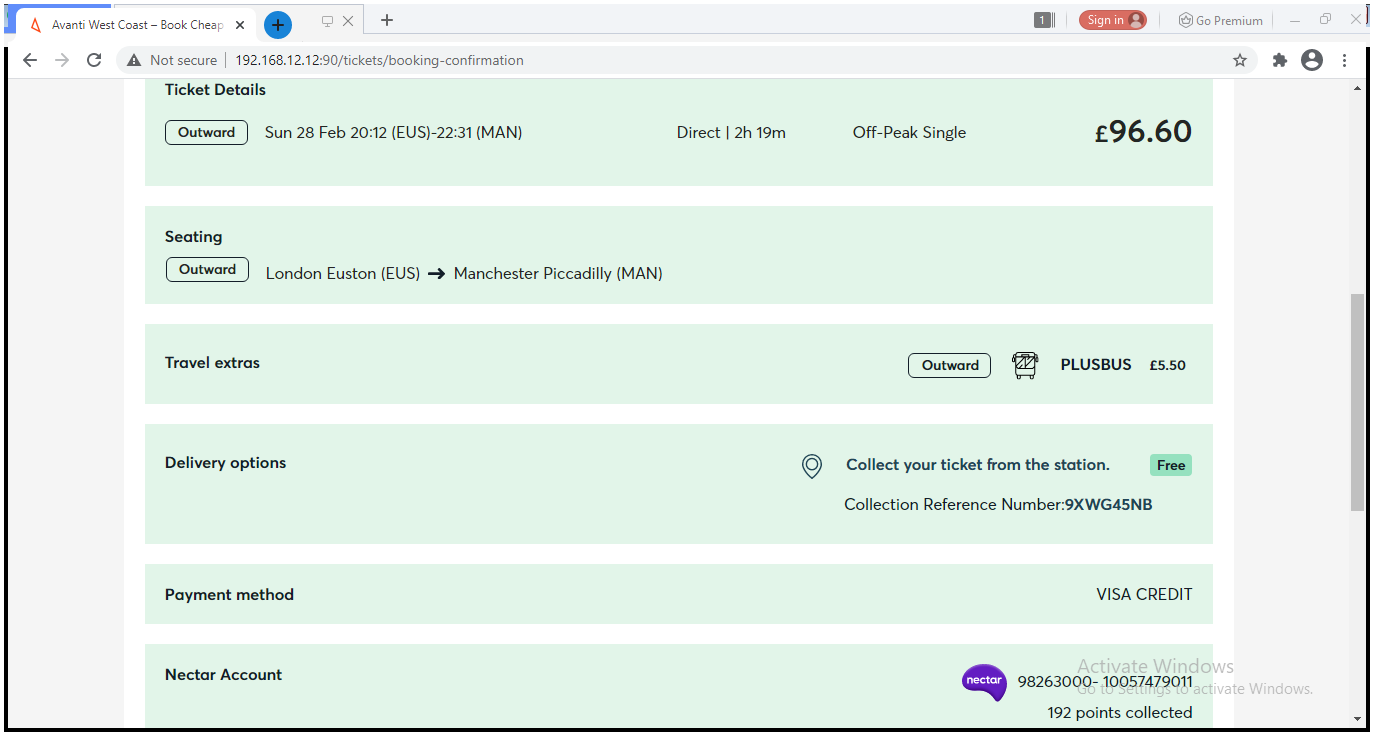 Avanti West Coast – Book Cheap
1
Sign in
Go Premium
Not secure
192.168.12.12:90/tickets/booking-confirmation
Ticket Details
Outward Sun 28 Feb 20:12 (EUS)-22:31 (MAN) Direct | 2h 19m Off-Peak Single £96.60
Seating
Outward London Euston (EUS) → Manchester Piccadilly (MAN)
Travel extras Outward PLUSBUS £5.50
Delivery options Collect your ticket from the station. Free
Collection Reference Number:9XWG45NB
Payment method VISA CREDIT
Activate Windows
Nectar Account nectar 98263000- 10057479011
Go to Settings to activate Windows.
192 points collected